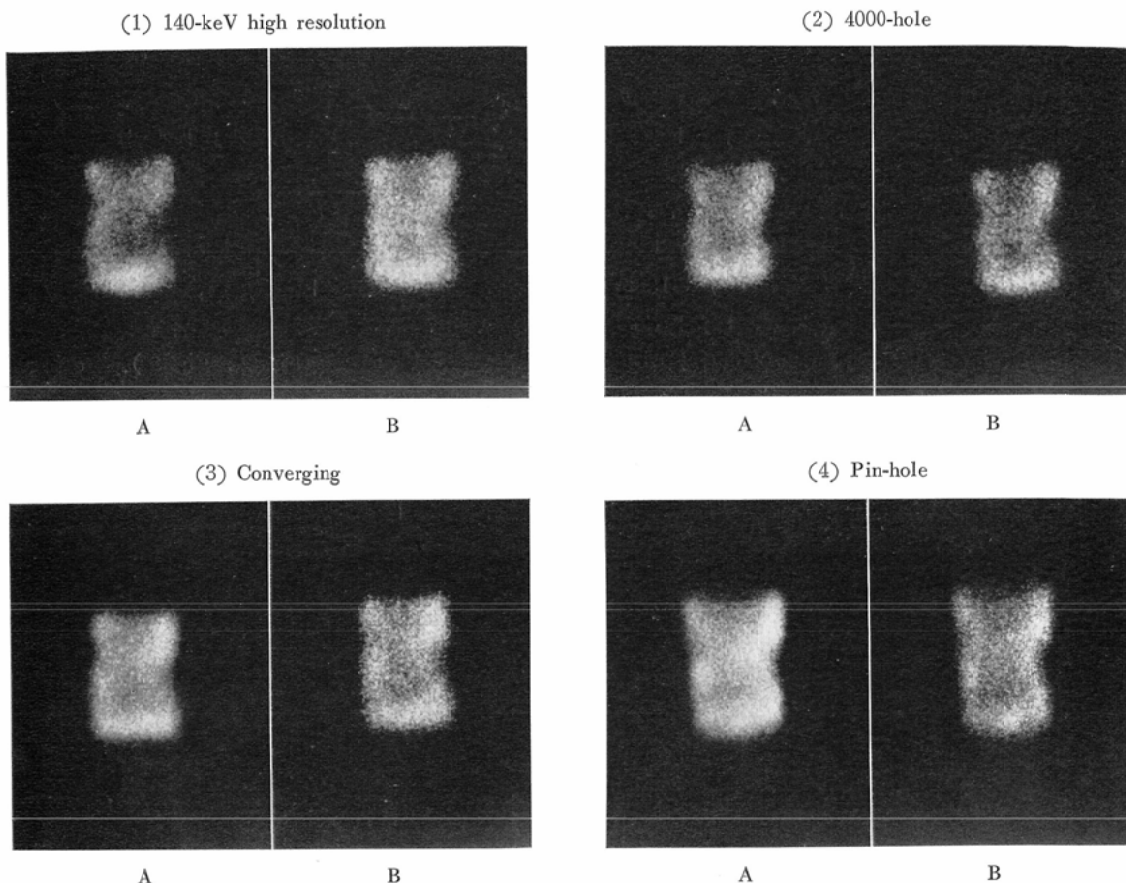 (1) 140-keV high resolution
(2) 4000-hole
A
B
A
B
(3) Converging
(4) Pin-hole
A
B
A
B